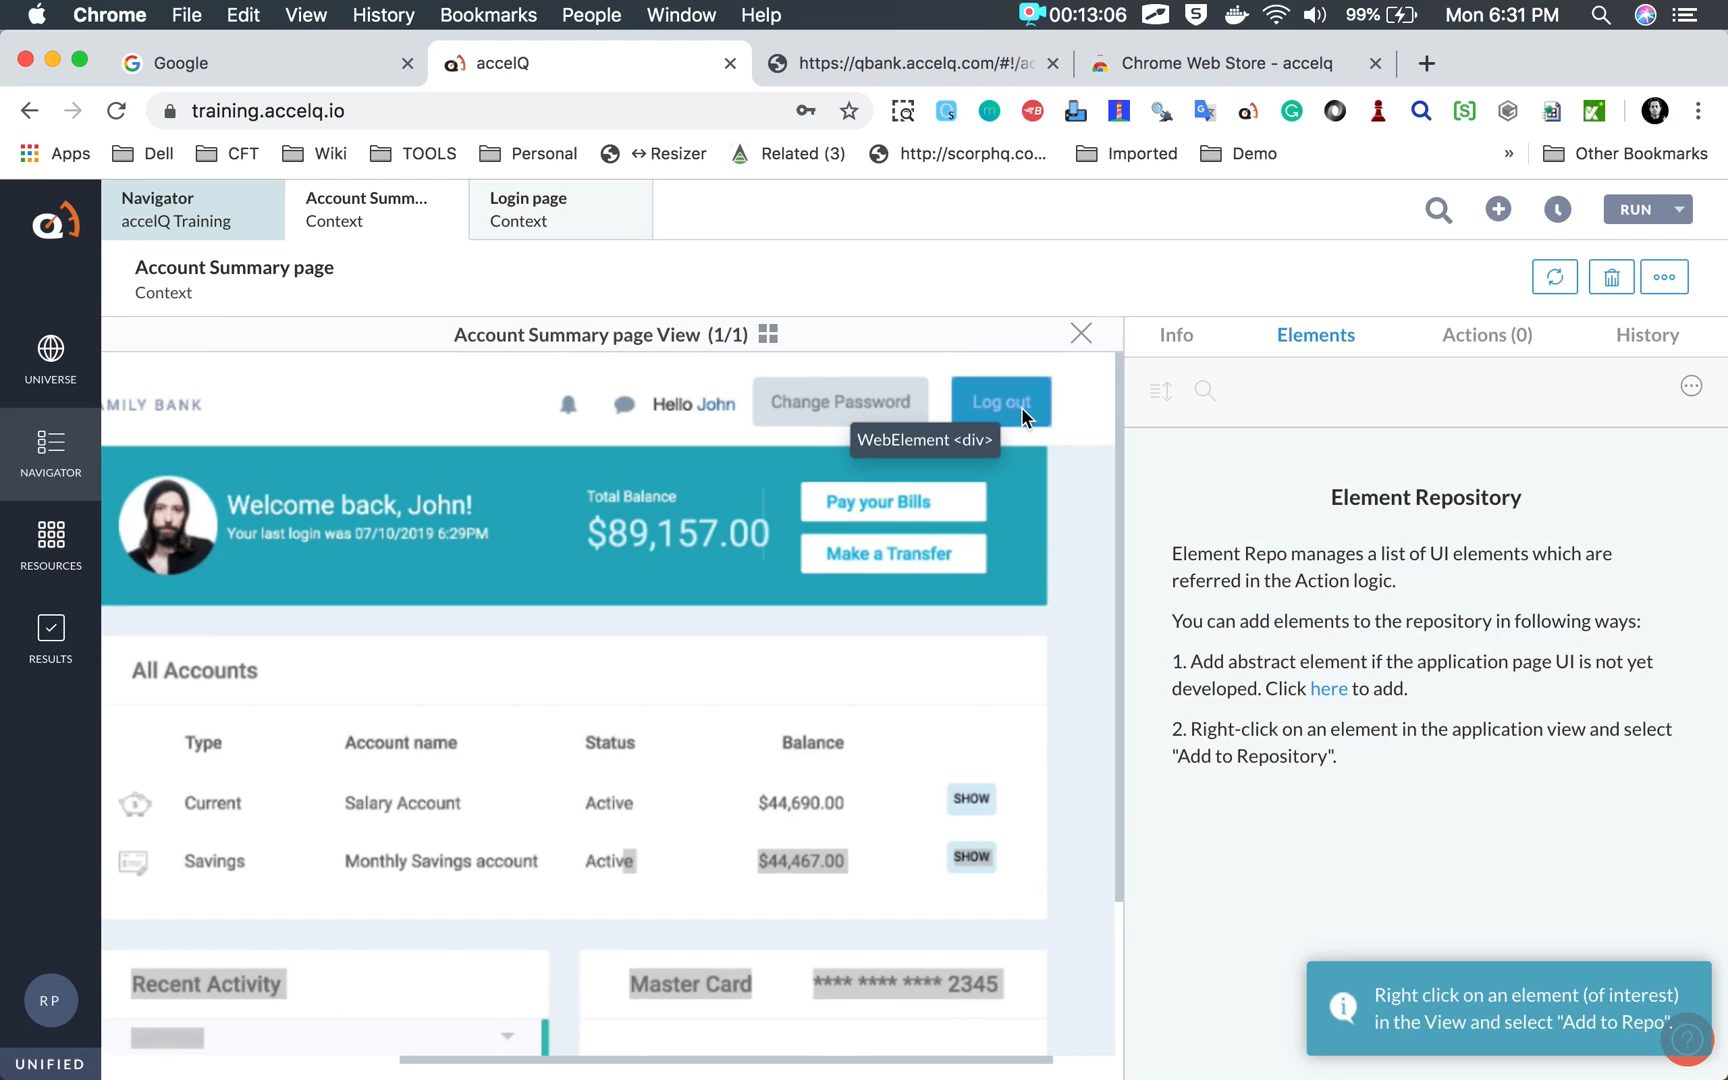 Chrome File Edit View History Bookmarks People Window Help 00:13:06 99% Mon 6:31 PM
Google accelQ https://qbank.accelq.com/#!/ac Chrome Web Store - accelq
training.accelq.io
Apps Dell CFT Wiki TOOLS Personal ↔Resizer Related (3) http://scorphq.co... Imported Demo » Other Bookmarks
Navigator
accelQ Training
Account Summ...
Context
Login page
Context
RUN
Account Summary page
Context
UNIVERSE
NAVIGATOR
RESOURCES
RESULTS
RP
UNIFIED
Account Summary page View (1/1)
AMILY BANK Hello John Change Password Log out
WebElement <div>
Welcome back, John!
Your last login was 07/10/2019 6:29PM
Total Balance
$89,157.00
Pay your Bills
Make a Transfer
All Accounts
Type Account name Status Balance
Current Salary Account Active $44,690.00 SHOW
Savings Monthly Savings account Active $44,467.00 SHOW
Recent Activity
Master Card **** **** **** 2345
Info Elements Actions (0) History
Element Repository
Element Repo manages a list of UI elements which are
referred in the Action logic.
You can add elements to the repository in following ways:
1. Add abstract element if the application page UI is not yet
developed. Click here to add.
2. Right-click on an element in the application view and select
"Add to Repository".
Right click on an element (of interest)
in the View and select "Add to Repo".